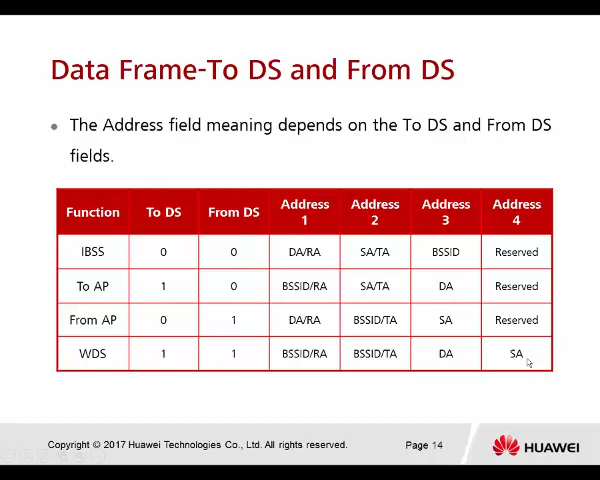 Data Frame-To DS and From DS
The Address field meaning depends on the To DS and From DS
fields.
Function To DS From DS Address 1 Address 2 Address 3 Address 4
IBSS 0 0 DA/RA SA/TA BSSID Reserved
To AP 1 0 BSSID/RA SA/TA DA Reserved
From AP 0 1 DA/RA BSSID/TA SA Reserved
WDS 1 1 BSSID/RA BSSID/TA DA SA
Copyright © 2017 Huawei Technologies Co., Ltd. All rights reserved. Page 14 HUAWEI